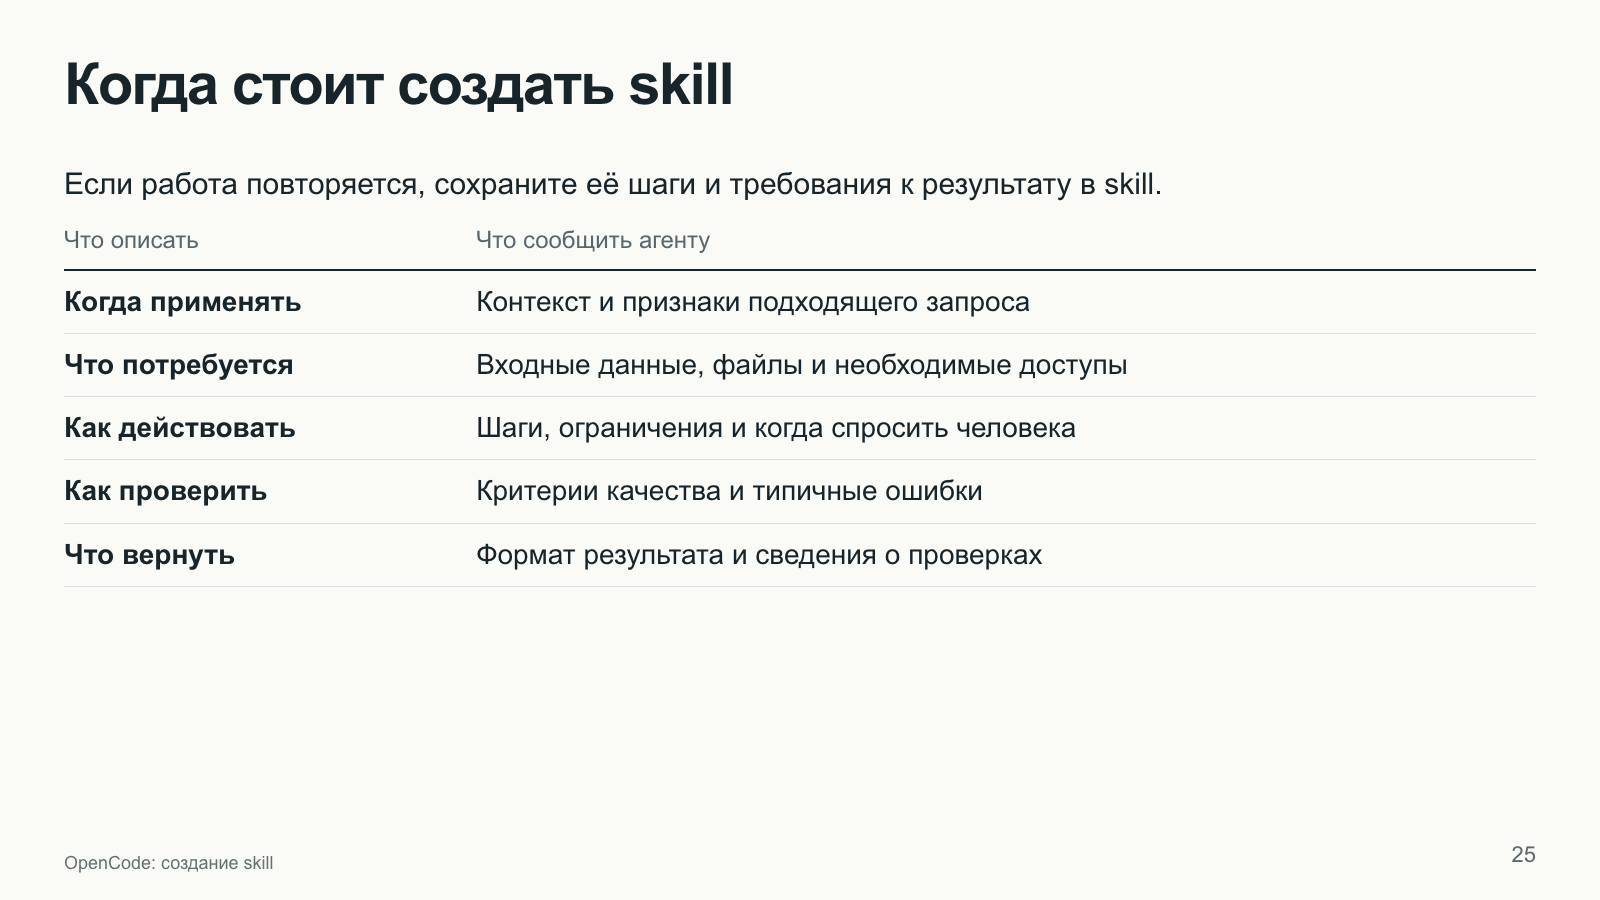 Когда стоит создать skill
Если работа повторяется, сохраните её шаги и требования к результату в skill.
Что описать Что сообщить агенту
Когда применять Контекст и признаки подходящего запроса
Что потребуется Входные данные, файлы и необходимые доступы
Как действовать Шаги, ограничения и когда спросить человека
Как проверить Критерии качества и типичные ошибки
Что вернуть Формат результата и сведения о проверках
OpenCode: создание skill 25